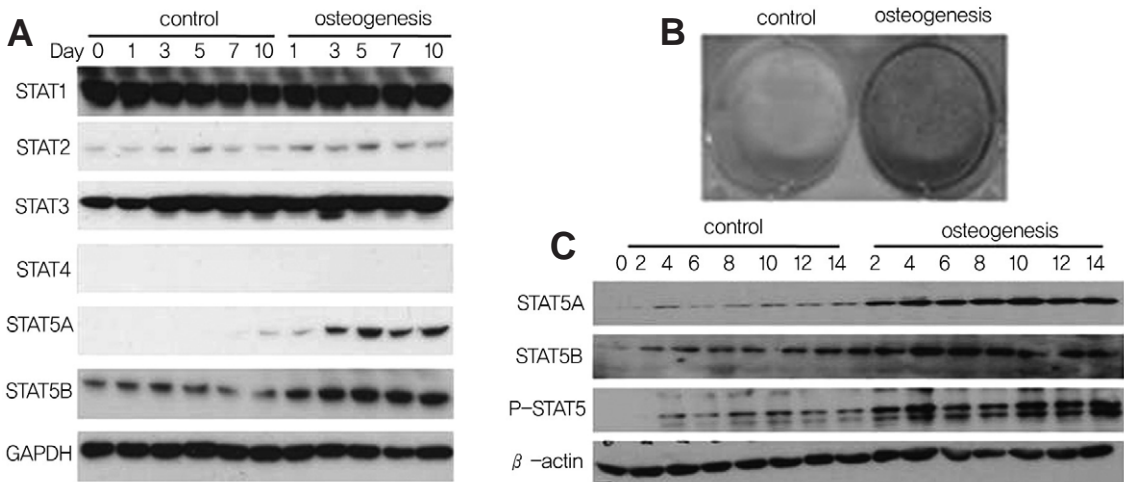 A
control osteogenesis
Day 0 1 3 5 7 10 1 3 5 7 10
STAT1
STAT2
STAT3
STAT4
STAT5A
STAT5B
GAPDH
B
control osteogenesis
C
control osteogenesis
0 2 4 6 8 10 12 14 2 4 6 8 10 12 14
STAT5A
STAT5B
P-STAT5
β -actin